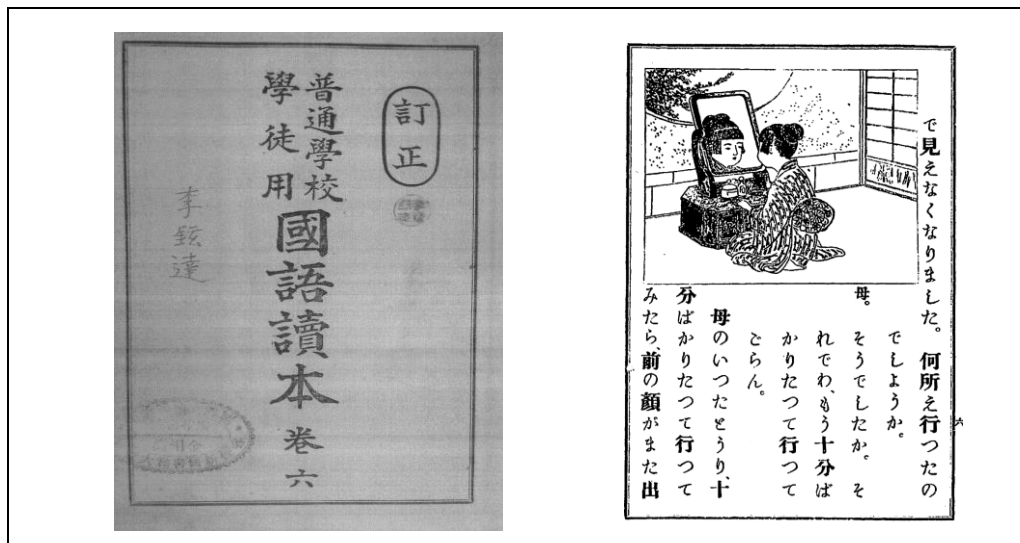 訂正
普通學校
學徒用
國語讀本 卷六
李鉉達
六
で見えなくなりました。何所え行つたの
でしようか。
母。そうでしたか。そ
れでわ、もう十分ば
かりたつて行つて
ごらん。
母のいつたとうり、十
分ばかりたつて行つて
みたら、前の顔がまた出